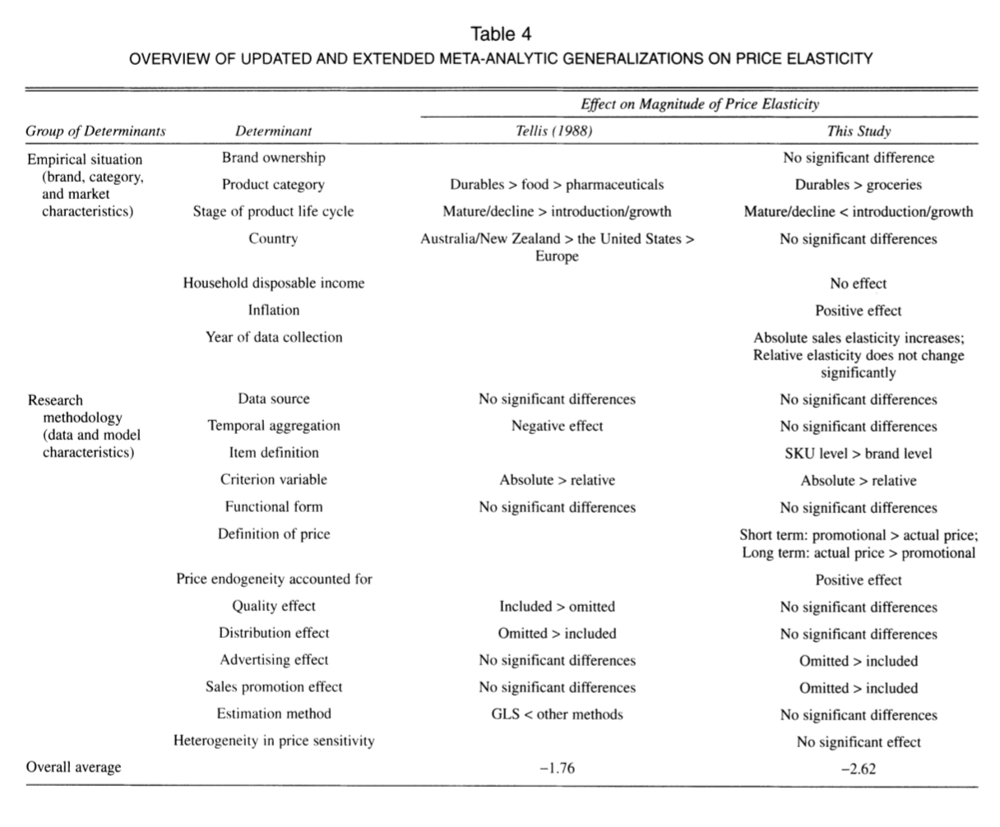 Table 4
OVERVIEW OF UPDATED AND EXTENDED META-ANALYTIC GENERALIZATIONS ON PRICE ELASTICITY
Effect on Magnitude of Price Elasticity
Group of Determinants Determinant Tellis (1988) This Study
Empirical situation (brand, category, and market characteristics) Brand ownership No significant difference
Product category Durables > food > pharmaceuticals Durables > groceries
Stage of product life cycle Mature/decline > introduction/growth Mature/decline < introduction/growth
Country Australia/New Zealand > the United States > Europe No significant differences
Household disposable income No effect
Inflation Positive effect
Year of data collection Absolute sales elasticity increases; Relative elasticity does not change significantly
Research methodology (data and model characteristics) Data source No significant differences No significant differences
Temporal aggregation Negative effect No significant differences
Item definition SKU level > brand level
Criterion variable Absolute > relative Absolute > relative
Functional form No significant differences No significant differences
Definition of price Short term: promotional > actual price; Long term: actual price > promotional
Price endogeneity accounted for Positive effect
Quality effect Included > omitted No significant differences
Distribution effect Omitted > included No significant differences
Advertising effect No significant differences Omitted > included
Sales promotion effect No significant differences Omitted > included
Estimation method GLS < other methods No significant differences
Heterogeneity in price sensitivity No significant effect
Overall average −1.76 −2.62